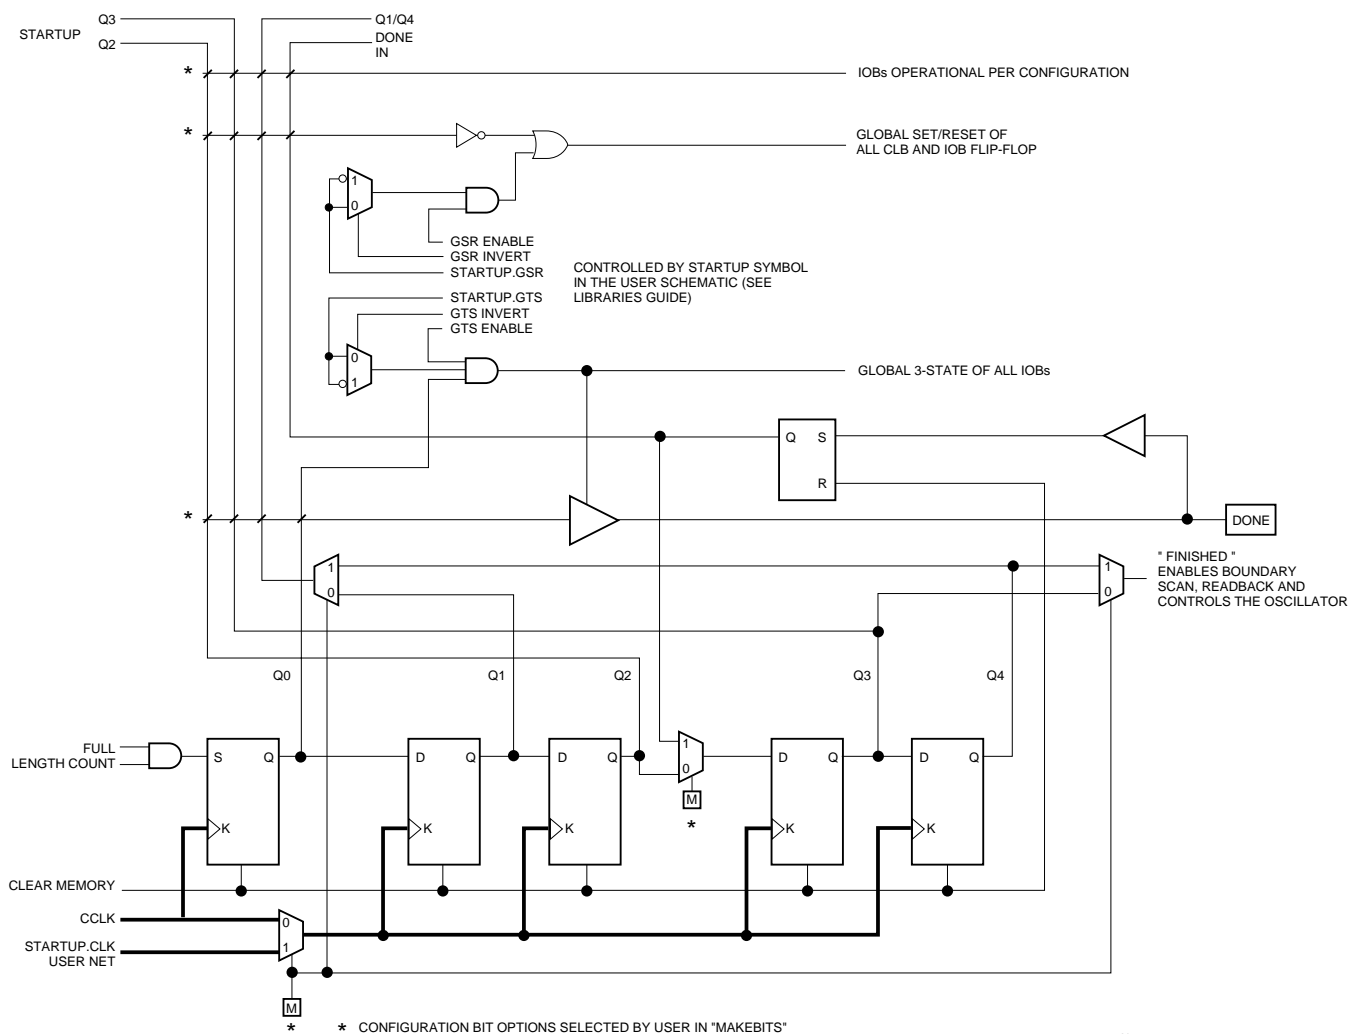 Q3
Q1/Q4
STARTUP
Q2
DONE
IN
*
IOBs OPERATIONAL PER CONFIGURATION
*
GLOBAL SET/RESET OF
ALL CLB AND IOB FLIP-FLOP
1
0
GSR ENABLE
GSR INVERT
STARTUP.GSR
CONTROLLED BY STARTUP SYMBOL
IN THE USER SCHEMATIC (SEE
LIBRARIES GUIDE)
STARTUP.GTS
GTS INVERT
GTS ENABLE
0
1
GLOBAL 3-STATE OF ALL IOBs
Q S
R
*
DONE
1
0
1
0
" FINISHED "
ENABLES BOUNDARY
SCAN, READBACK AND
CONTROLS THE OSCILLATOR
Q0
Q1
Q2
Q3
Q4
FULL
LENGTH COUNT
S Q
K
D Q
K
D Q
K
1
0
M
*
D Q
K
D Q
K
CLEAR MEMORY
CCLK
STARTUP.CLK
USER NET
0
1
M
*
* CONFIGURATION BIT OPTIONS SELECTED BY USER IN "MAKEBITS"